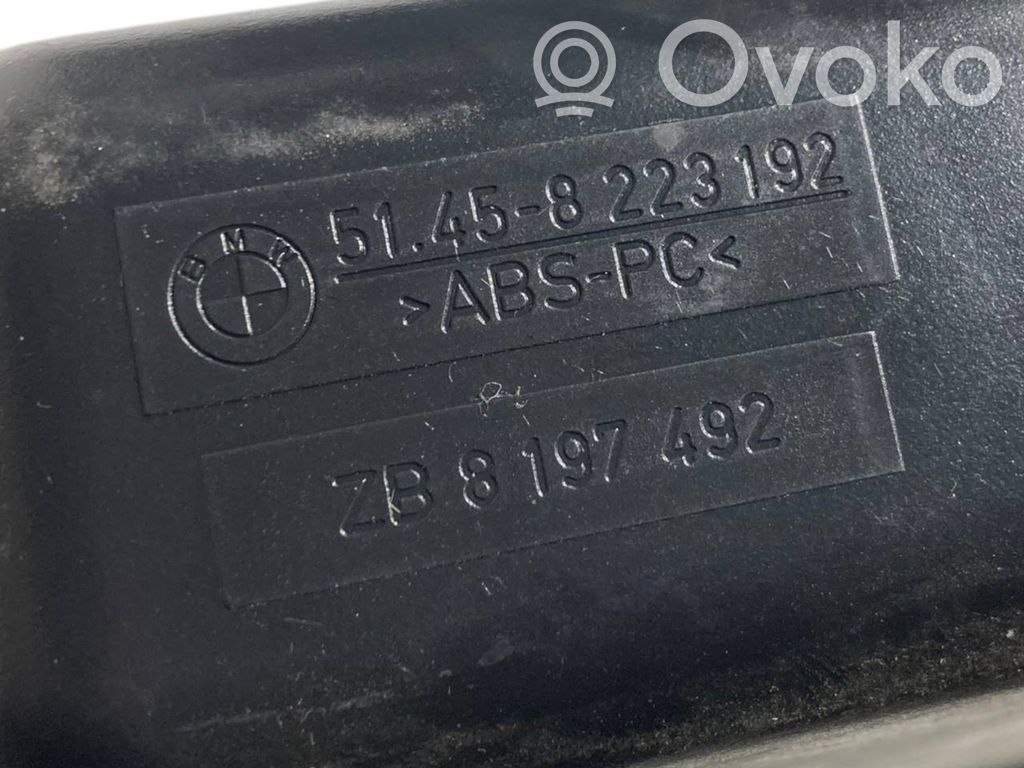 Ovoko
BMW
51.45-8 223 192
>ABS-PC<
ZB 8 197 492